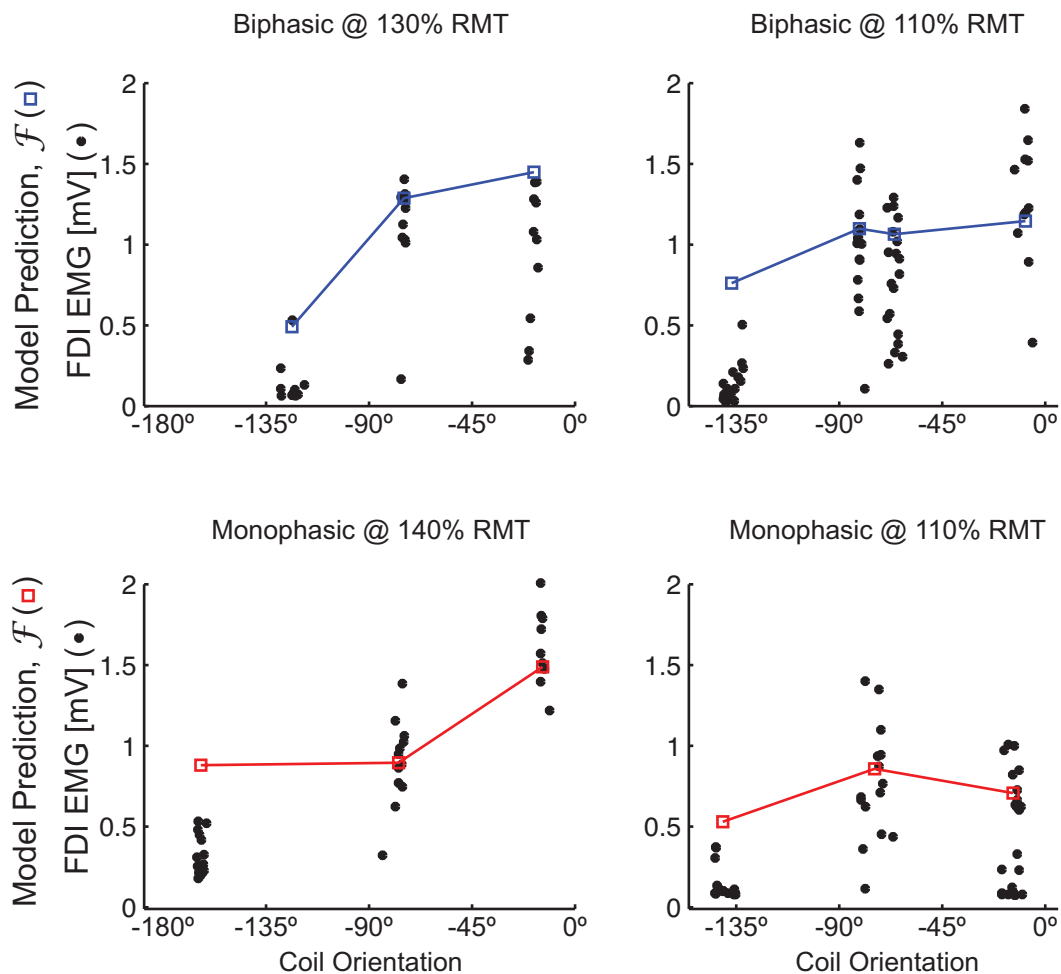 Biphasic @ 130% RMT
Biphasic @ 110% RMT
Model Prediction, ℱ (□)
FDI EMG [mV] (•)
2
1.5
1
0.5
0
-180º
-135º
-90º
-45º
0º
2
1.5
1
0.5
0
-135º
-90º
-45º
0º
Monophasic @ 140% RMT
Monophasic @ 110% RMT
Model Prediction, ℱ (□)
FDI EMG [mV] (•)
2
1.5
1
0.5
0
-180º
-135º
-90º
-45º
0º
Coil Orientation
2
1.5
1
0.5
0
-135º
-90º
-45º
0º
Coil Orientation